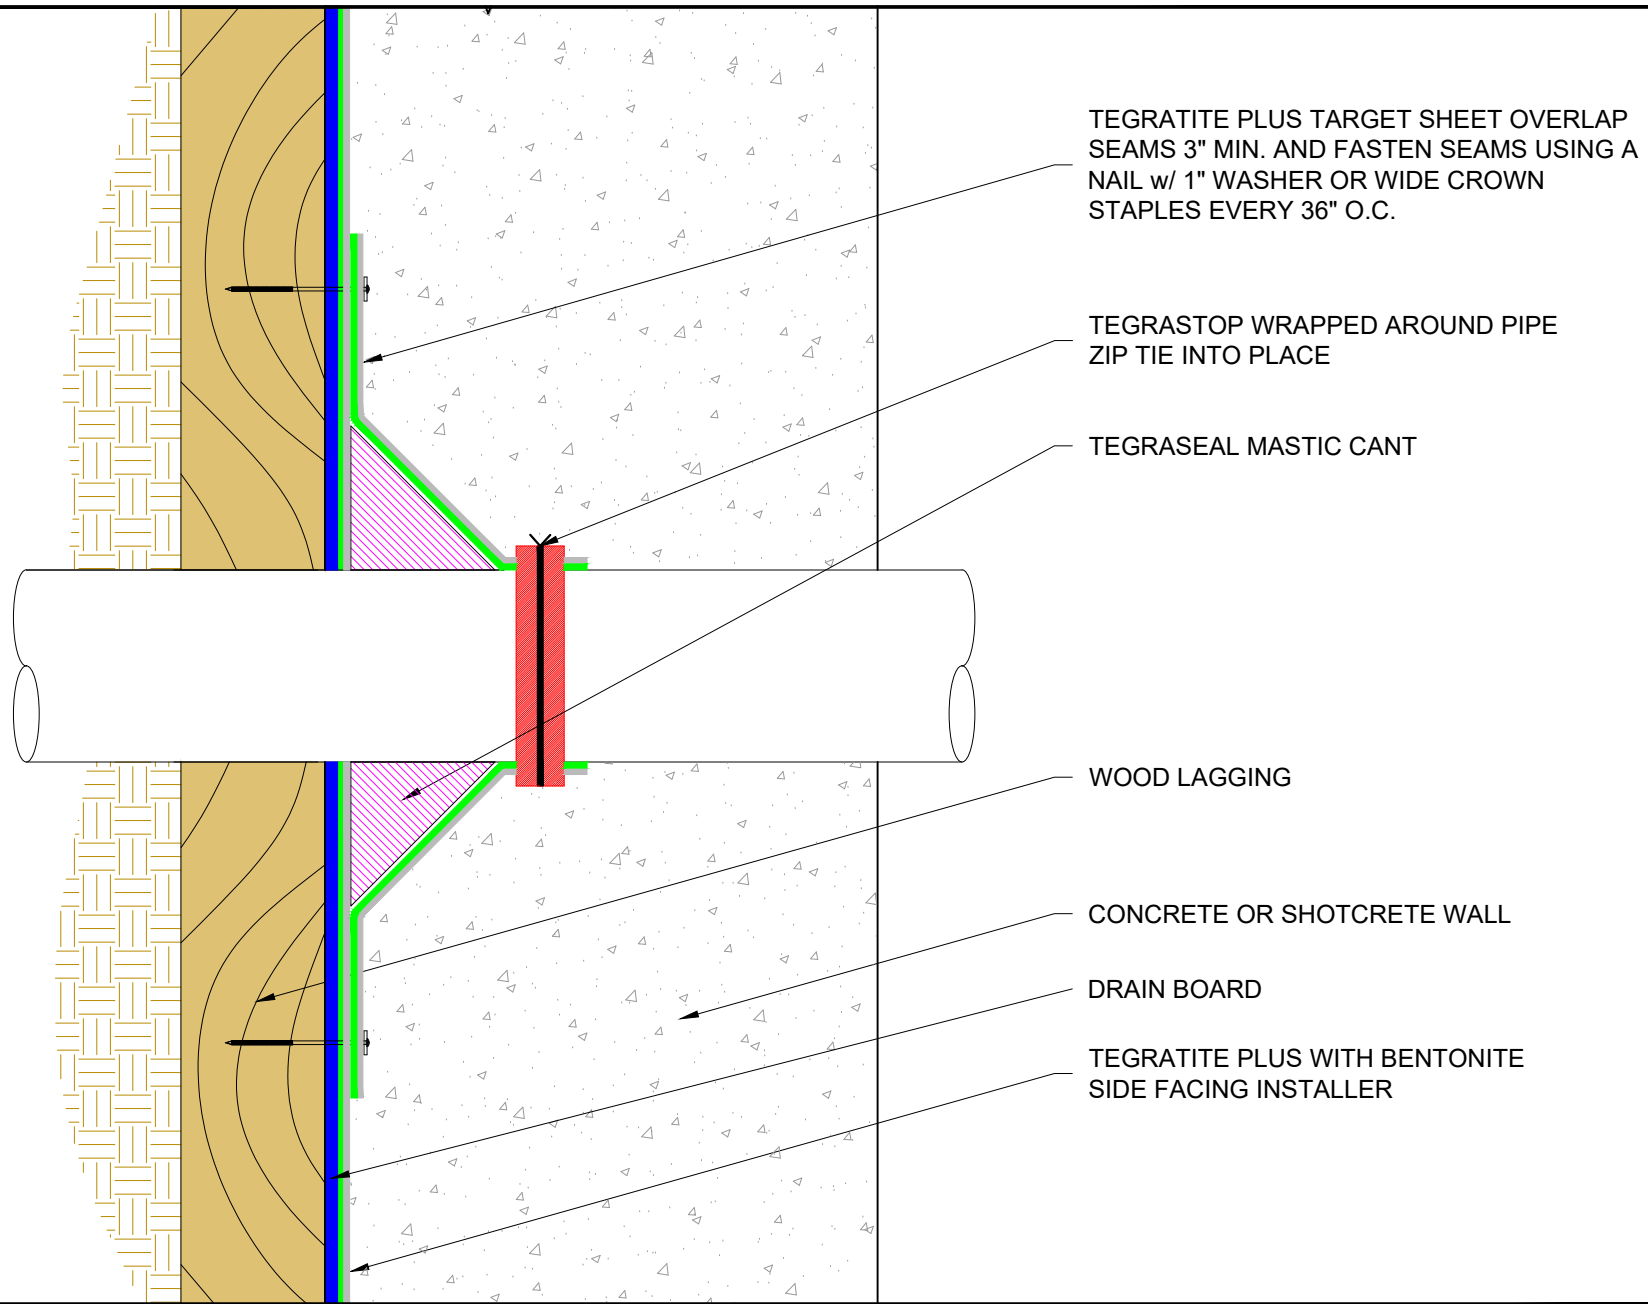 TEGRATITE PLUS TARGET SHEET OVERLAP
SEAMS 3" MIN. AND FASTEN SEAMS USING A
NAIL w/ 1" WASHER OR WIDE CROWN
STAPLES EVERY 36" O.C.
TEGRASTOP WRAPPED AROUND PIPE
ZIP TIE INTO PLACE
TEGRASEAL MASTIC CANT
WOOD LAGGING
CONCRETE OR SHOTCRETE WALL
DRAIN BOARD
TEGRATITE PLUS WITH BENTONITE
SIDE FACING INSTALLER